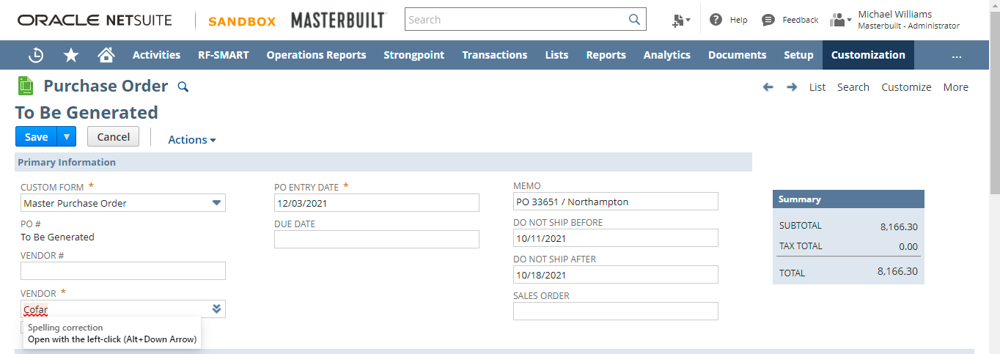 ORACLE NETSUITE SANDBOX MASTERBUILT Search Help Feedback Michael Williams
Masterbuilt - Administrator
Activities RF-SMART Operations Reports Strongpoint Transactions Lists Reports Analytics Documents Setup Customization ...
Purchase Order List Search Customize More
To Be Generated
Save Cancel Actions
Primary Information
CUSTOM FORM *
Master Purchase Order
PO #
To Be Generated
VENDOR #
VENDOR *
Cofar
Spelling correction
Open with the left-click (Alt+Down Arrow)
PO ENTRY DATE *
12/03/2021
DUE DATE
MEMO
PO 33651 / Northampton
DO NOT SHIP BEFORE
10/11/2021
DO NOT SHIP AFTER
10/18/2021
SALES ORDER
Summary
SUBTOTAL 8,166.30
TAX TOTAL 0.00
TOTAL 8,166.30